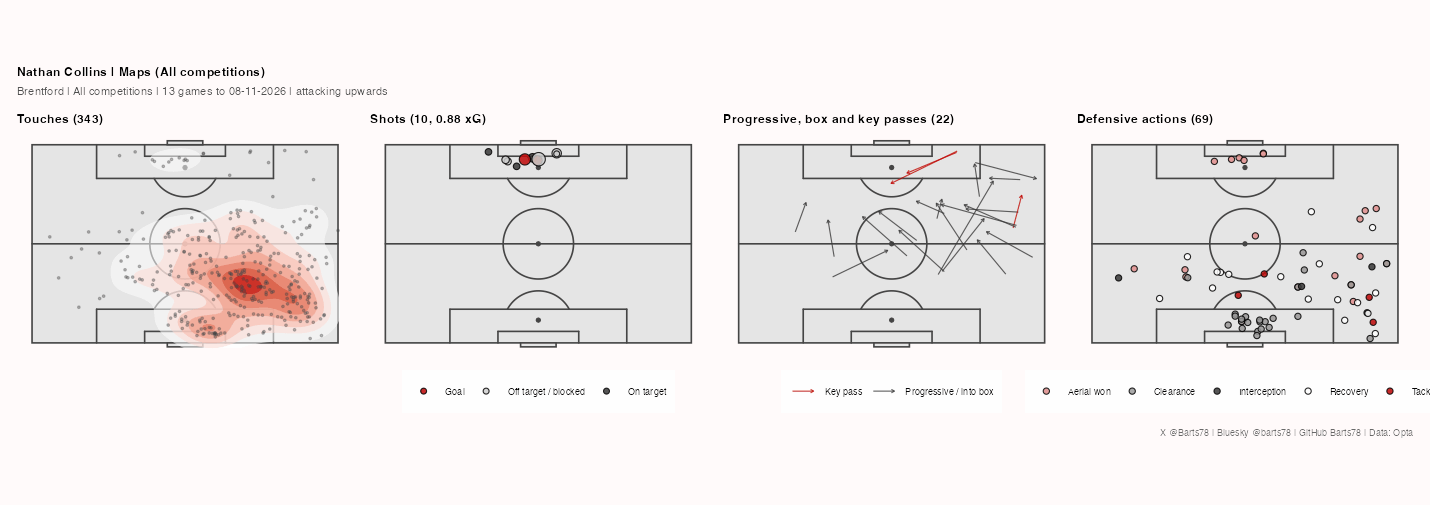 Nathan Collins | Maps (All competitions)
Brentford | All competitions | 13 games to 08-11-2026 | attacking upwards
Touches (343)
Shots (10, 0.88 xG)
Progressive, box and key passes (22)
Defensive actions (69)
Goal
Off target / blocked
On target
Key pass
Progressive / Into box
Aerial won
Clearance
Interception
Recovery
Tack
X @Barts78 | Bluesky @barts78 | GitHub Barts78 | Data: Opta